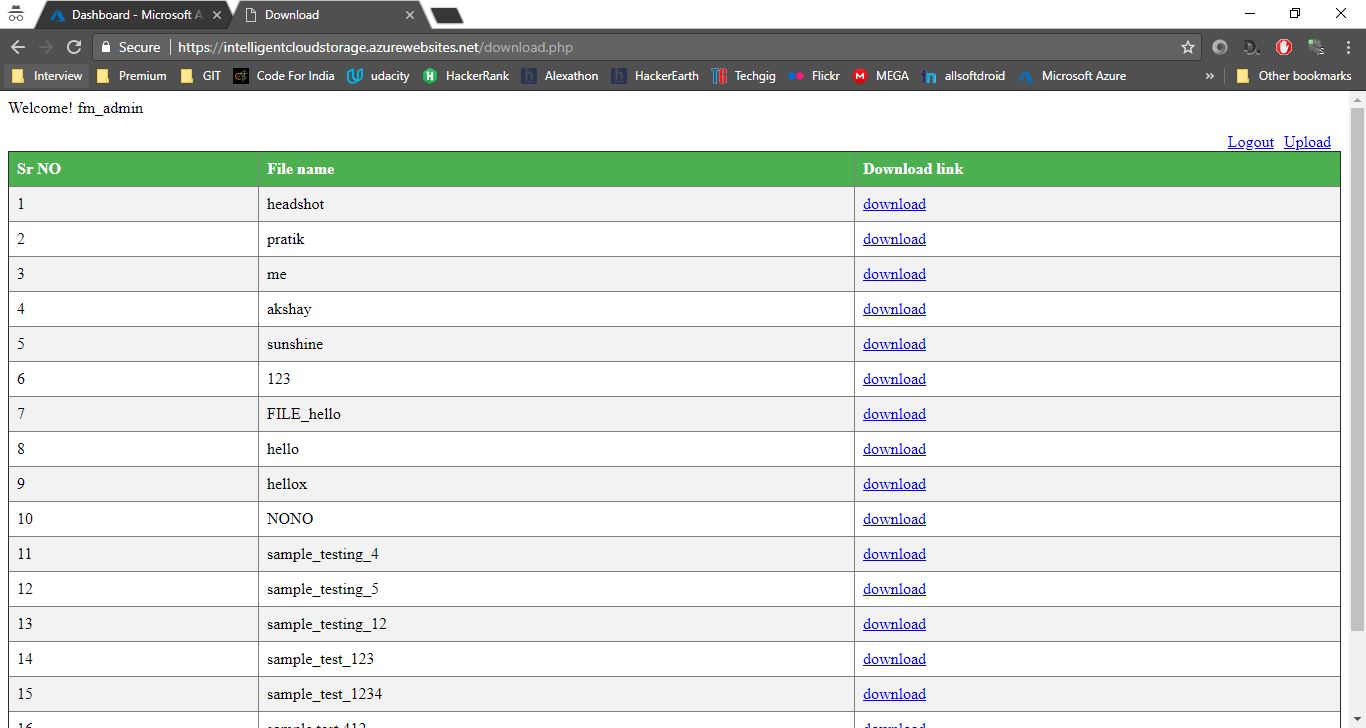 Dashboard - Microsoft A
Download
Secure https://intelligentcloudstorage.azurewebsites.net/download.php
Interview Premium GIT Code For India udacity HackerRank Alexathon HackerEarth Techgig Flickr MEGA allsoftdroid Microsoft Azure » Other bookmarks
Welcome! fm_admin
Logout Upload
Sr NO File name Download link
1 headshot download
2 pratik download
3 me download
4 akshay download
5 sunshine download
6 123 download
7 FILE_hello download
8 hello download
9 hellox download
10 NONO download
11 sample_testing_4 download
12 sample_testing_5 download
13 sample_testing_12 download
14 sample_test_123 download
15 sample_test_1234 download
16 download